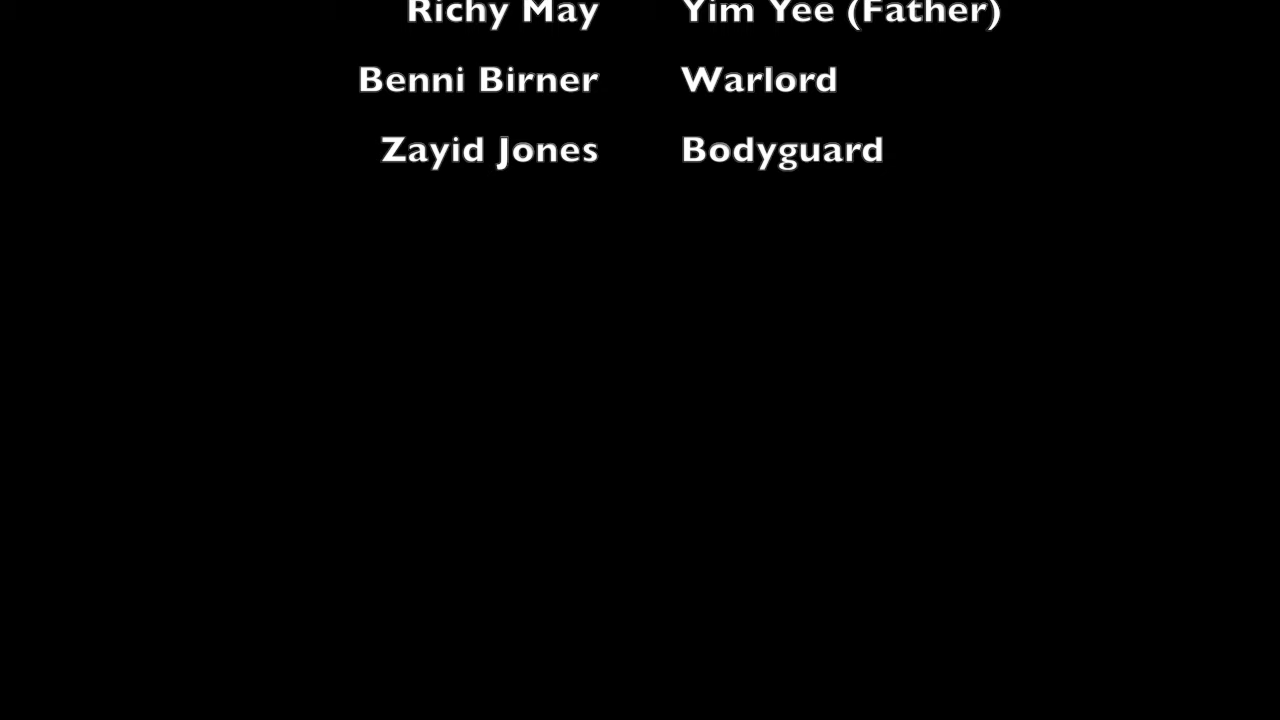 Richy May Yim Yee (Father)
Benni Birner Warlord
Zayid Jones Bodyguard